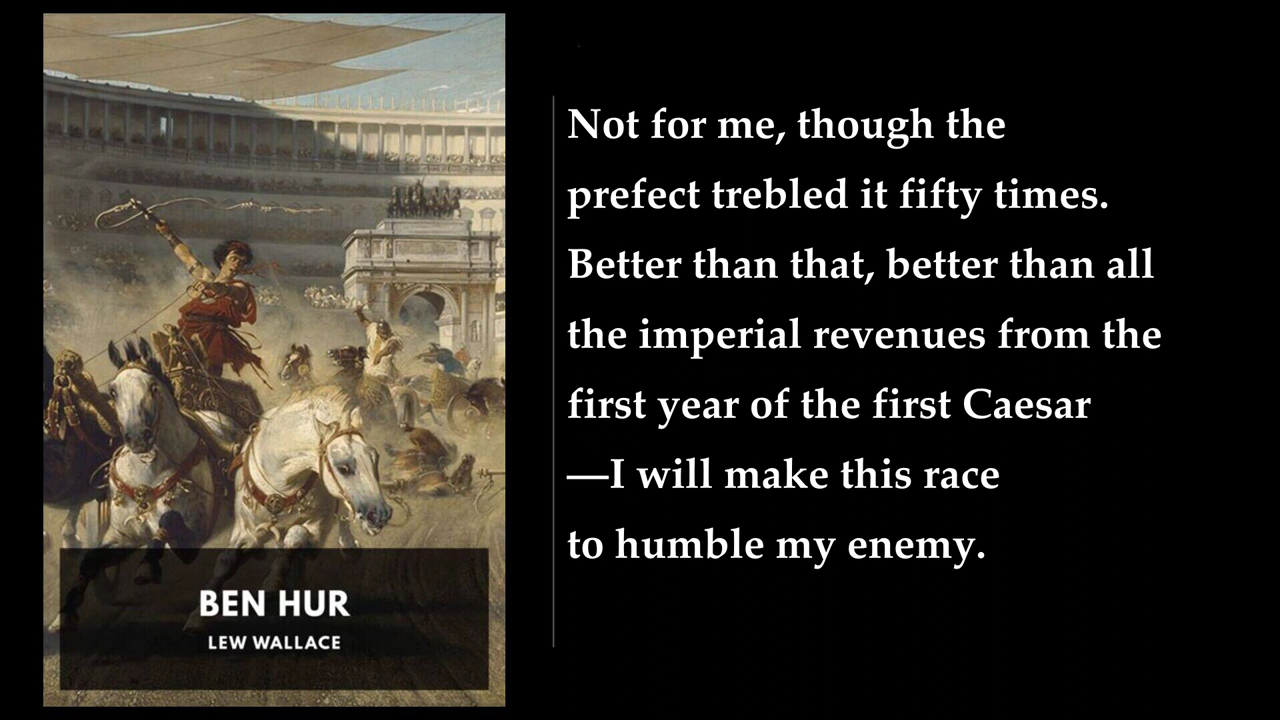 BEN HUR
LEW WALLACE
Not for me, though the
prefect trebled it fifty times.
Better than that, better than all
the imperial revenues from the
first year of the first Caesar
—I will make this race
to humble my enemy.